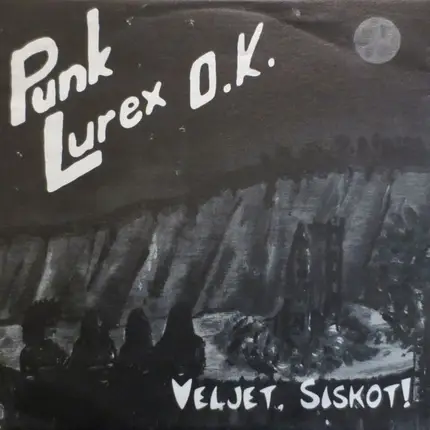 Punk
Lurex O.K.
VELJET, SISKOT!